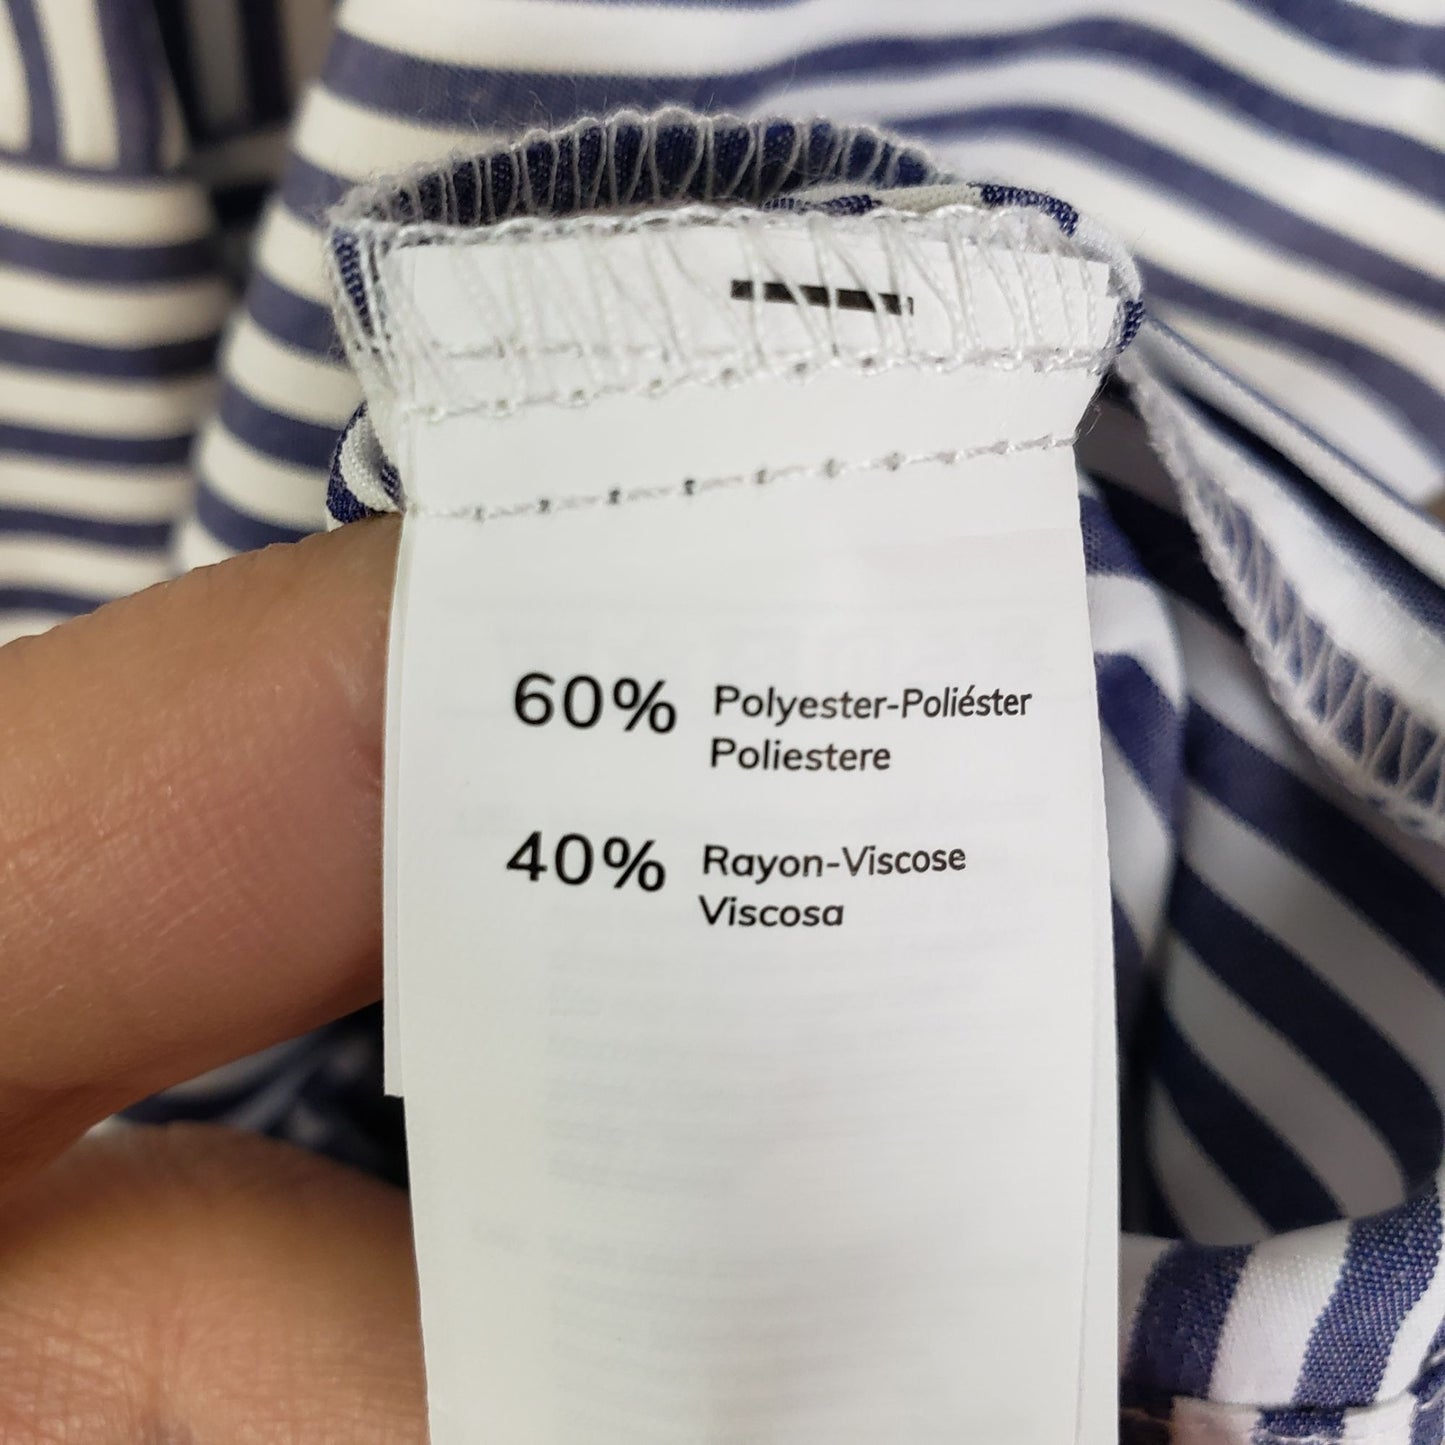 60% Polyester-Poliéster
Poliestere
40% Rayon-Viscose
Viscosa